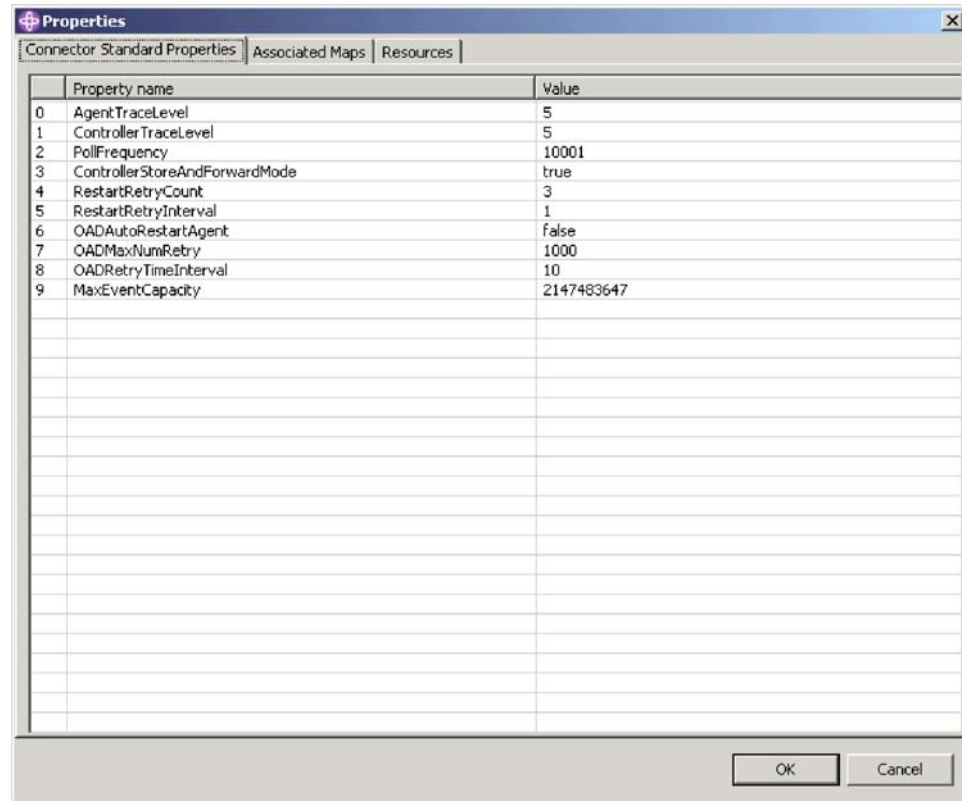 Properties
Connector Standard Properties Associated Maps Resources
Property name Value
0 AgentTraceLevel 5
1 ControllerTraceLevel 5
2 PollFrequency 10001
3 ControllerStoreAndForwardMode true
4 RestartRetryCount 3
5 RestartRetryInterval 1
6 OADAutoRestartAgent false
7 OADMaxNumRetry 1000
8 OADRetryTimeInterval 10
9 MaxEventCapacity 2147483647
OK Cancel